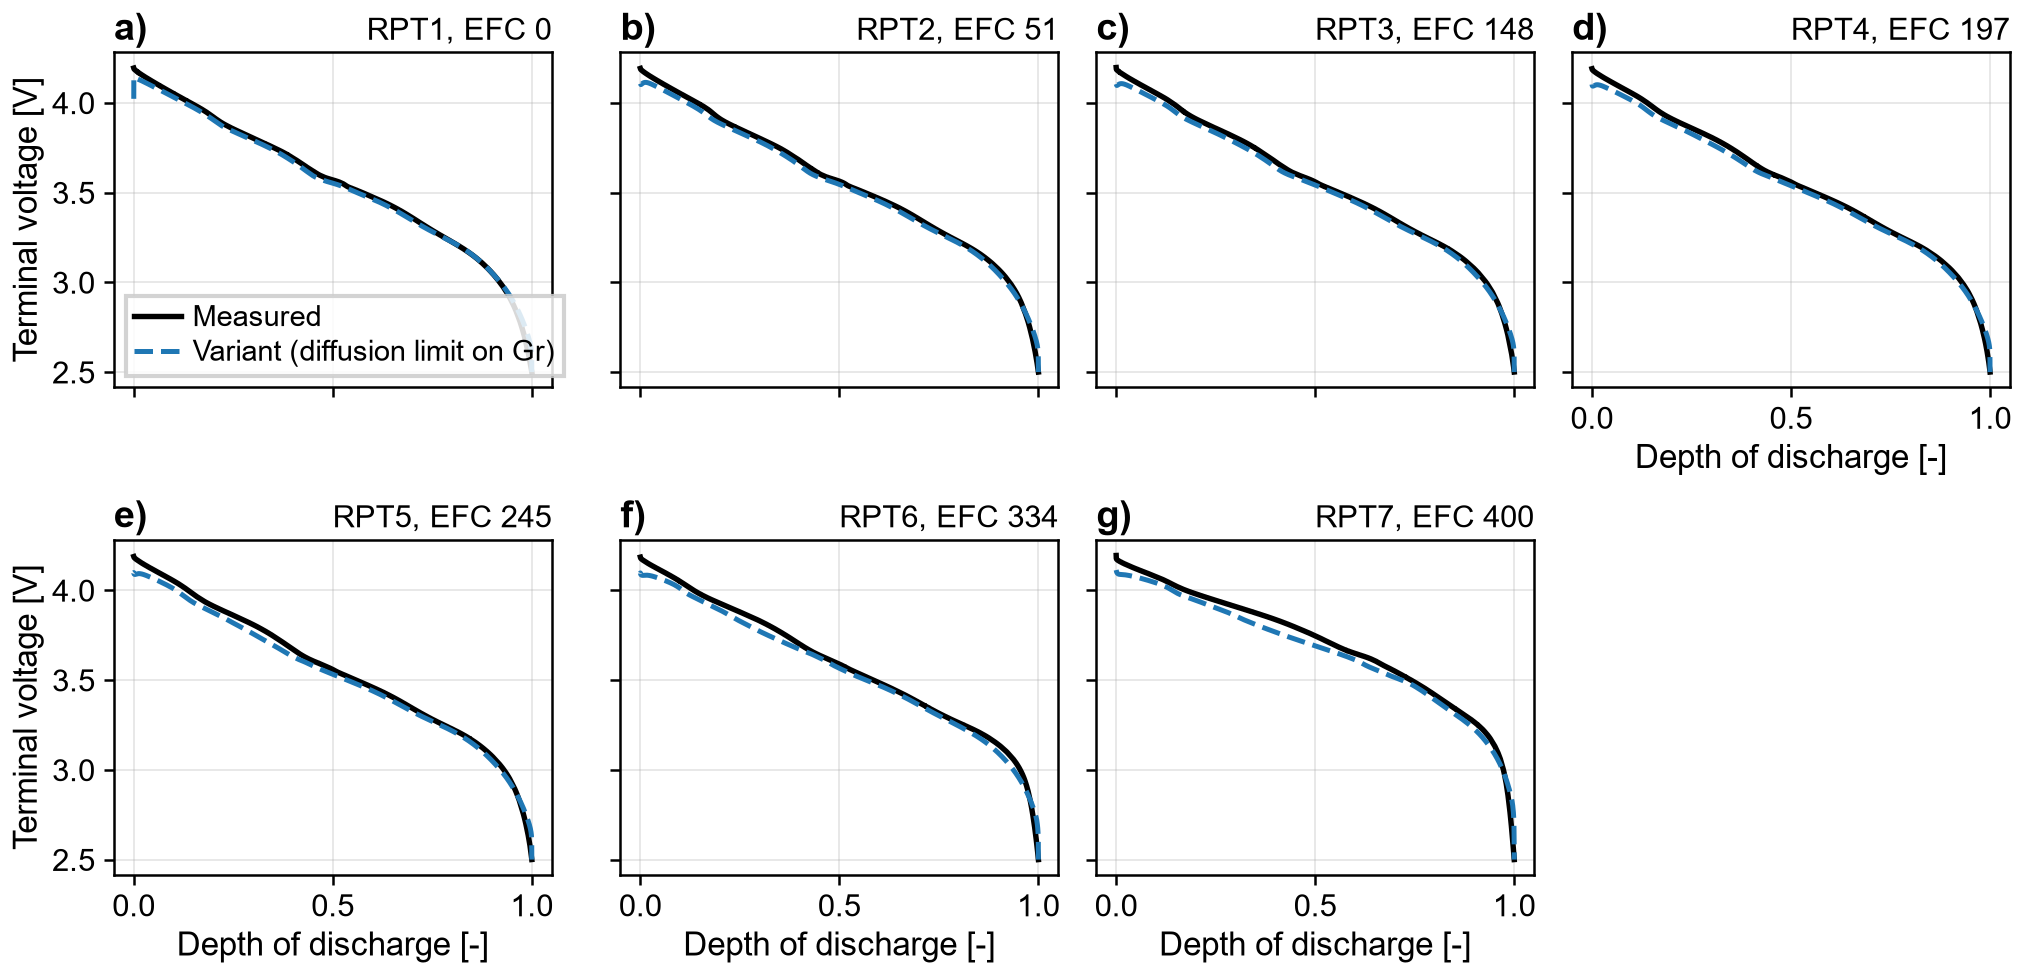 a) RPT1, EFC 0
b) RPT2, EFC 51
c) RPT3, EFC 148
d) RPT4, EFC 197
Terminal voltage [V]
4.0
3.5
3.0
2.5
Measured
Variant (diffusion limit on Gr)
0.0 0.5 1.0
Depth of discharge [-]
e) RPT5, EFC 245
f) RPT6, EFC 334
g) RPT7, EFC 400
Terminal voltage [V]
4.0
3.5
3.0
2.5
0.0 0.5 1.0
Depth of discharge [-]
0.0 0.5 1.0
Depth of discharge [-]
0.0 0.5 1.0
Depth of discharge [-]